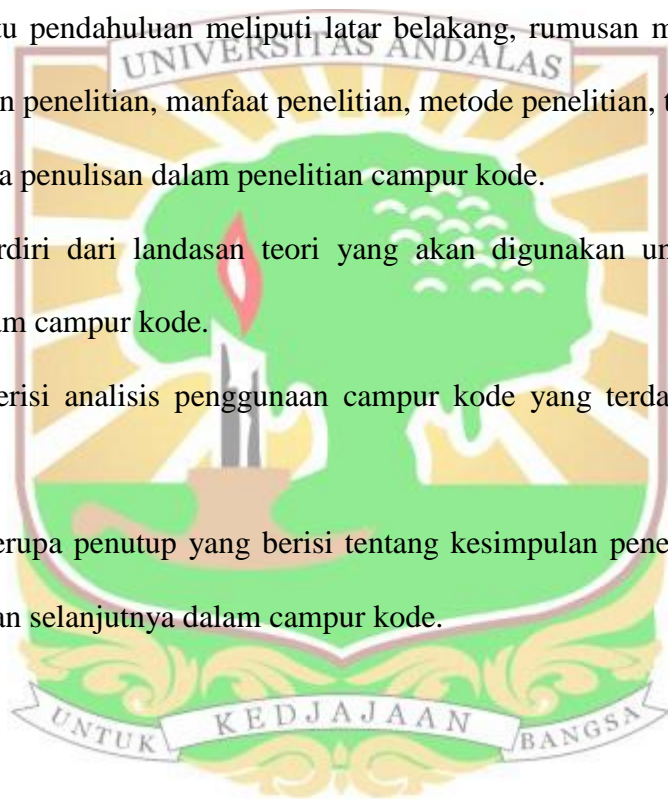 tu pendahuluan meliputi latar belakang, rumusan m
UNIVERSITAS ANDALAS
n penelitian, manfaat penelitian, metode penelitian, t
a penulisan dalam penelitian campur kode.
rdiri dari landasan teori yang akan digunakan un
am campur kode.
erisi analisis penggunaan campur kode yang terda
erupa penutup yang berisi tentang kesimpulan pene
an selanjutnya dalam campur kode.
UNTUK KEDJAJAAN BANGSA